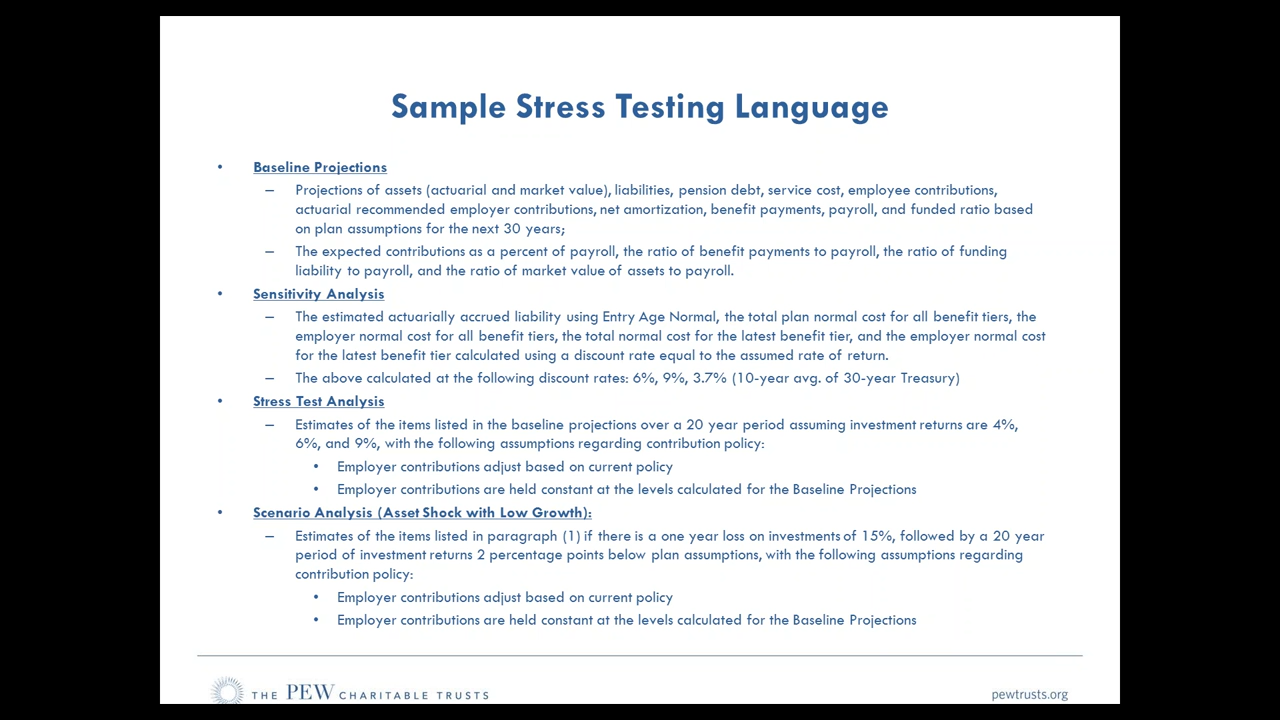 Sample Stress Testing Language
• Baseline Projections
– Projections of assets (actuarial and market value), liabilities, pension debt, service cost, employee contributions,
actuarial recommended employer contributions, net amortization, benefit payments, payroll, and funded ratio based
on plan assumptions for the next 30 years;
– The expected contributions as a percent of payroll, the ratio of benefit payments to payroll, the ratio of funding
liability to payroll, and the ratio of market value of assets to payroll.
• Sensitivity Analysis
– The estimated actuarially accrued liability using Entry Age Normal, the total plan normal cost for all benefit tiers, the
employer normal cost for all benefit tiers, the total normal cost for the latest benefit tier, and the employer normal cost
for the latest benefit tier calculated using a discount rate equal to the assumed rate of return.
– The above calculated at the following discount rates: 6%, 9%, 3.7% (10-year avg. of 30-year Treasury)
• Stress Test Analysis
– Estimates of the items listed in the baseline projections over a 20 year period assuming investment returns are 4%,
6%, and 9%, with the following assumptions regarding contribution policy:
• Employer contributions adjust based on current policy
• Employer contributions are held constant at the levels calculated for the Baseline Projections
• Scenario Analysis (Asset Shock with Low Growth):
– Estimates of the items listed in paragraph (1) if there is a one year loss on investments of 15%, followed by a 20 year
period of investment returns 2 percentage points below plan assumptions, with the following assumptions regarding
contribution policy:
• Employer contributions adjust based on current policy
• Employer contributions are held constant at the levels calculated for the Baseline Projections
THE PEW CHARITABLE TRUSTS
pewtrusts.org